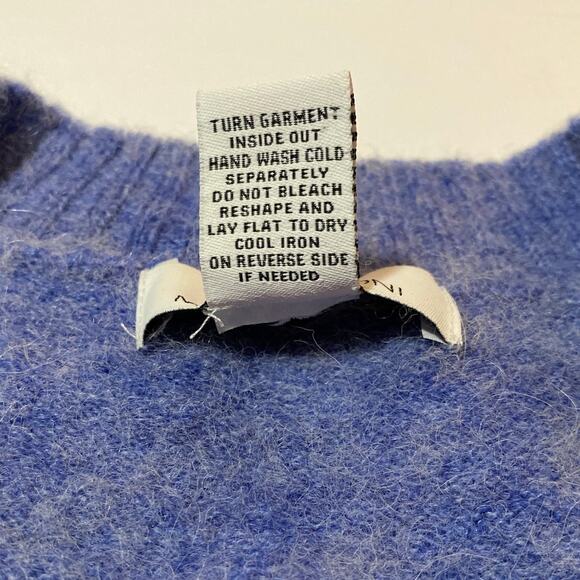 TURN GARMENT
INSIDE OUT
HAND WASH COLD
SEPARATELY
DO NOT BLEACH
RESHAPE AND
LAY FLAT TO DRY
COOL IRON
ON REVERSE SIDE
IF NEEDED